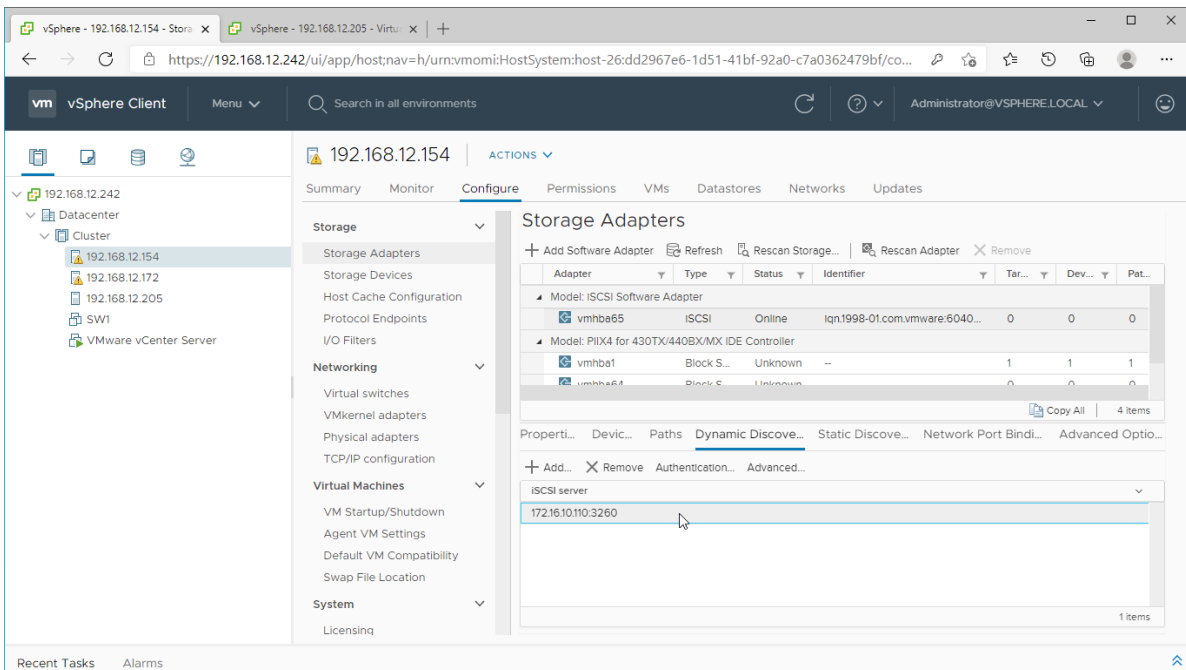 vSphere - 192.168.12.154 - Stora
vSphere - 192.168.12.205 - Virtu
https://192.168.12.242/ui/app/host;nav=h/urn:vmomi:HostSystem:host-26:dd2967e6-1d51-41bf-92a0-c7a0362479bf/co...
vm vSphere Client Menu Search in all environments Administrator@VSPHERE.LOCAL
192.168.12.242
Datacenter
Cluster
192.168.12.154
192.168.12.172
192.168.12.205
SW1
VMware vCenter Server
192.168.12.154 ACTIONS
Summary Monitor Configure Permissions VMs Datastores Networks Updates
Storage
Storage Adapters
Storage Devices
Host Cache Configuration
Protocol Endpoints
I/O Filters
Networking
Virtual switches
VMkernel adapters
Physical adapters
TCP/IP configuration
Virtual Machines
VM Startup/Shutdown
Agent VM Settings
Default VM Compatibility
Swap File Location
System
Licensing
Storage Adapters
Add Software Adapter Refresh Rescan Storage... Rescan Adapter Remove
Adapter Type Status Identifier Tar... Dev... Pat...
Model: iSCSI Software Adapter
vmhba65 iSCSI Online iqn.1998-01.com.vmware:6040... 0 0 0
Model: PIIX4 for 430TX/440BX/MX IDE Controller
vmhba1 Block S... Unknown -- 1 1 1
vmhba64 Block S Unknown 0 0 0
Copy All 4 items
Properti... Devic... Paths Dynamic Discove... Static Discove... Network Port Bindi... Advanced Optio...
Add... Remove Authentication... Advanced...
iSCSI server
172.16.10.110:3260
1 items
Recent Tasks Alarms